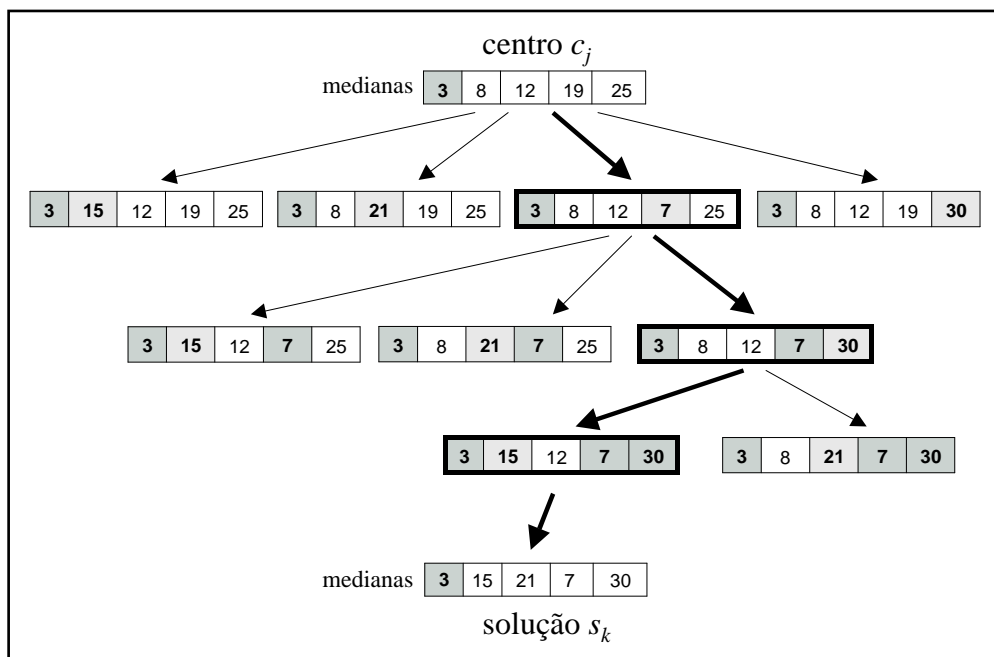 centro cj
medianas 3 8 12 19 25
3 15 12 19 25 3 8 21 19 25 3 8 12 7 25 3 8 12 19 30
3 15 12 7 25 3 8 21 7 25 3 8 12 7 30
3 15 12 7 30 3 8 21 7 30
medianas 3 15 21 7 30
solução sk